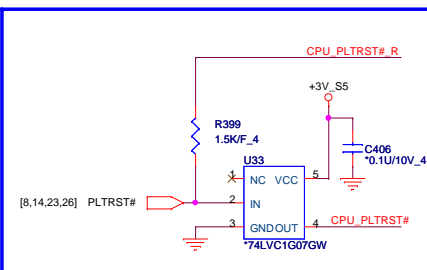 CPU_PLTRST#_R
+3V_S5
R399
1.5K/F_4
C406
*0.1U/10V_4
U33
1 NC VCC 5
[8,14,23,26] PLTRST# 2 IN
3 GND OUT 4 CPU_PLTRST#
*74LVC1G07GW